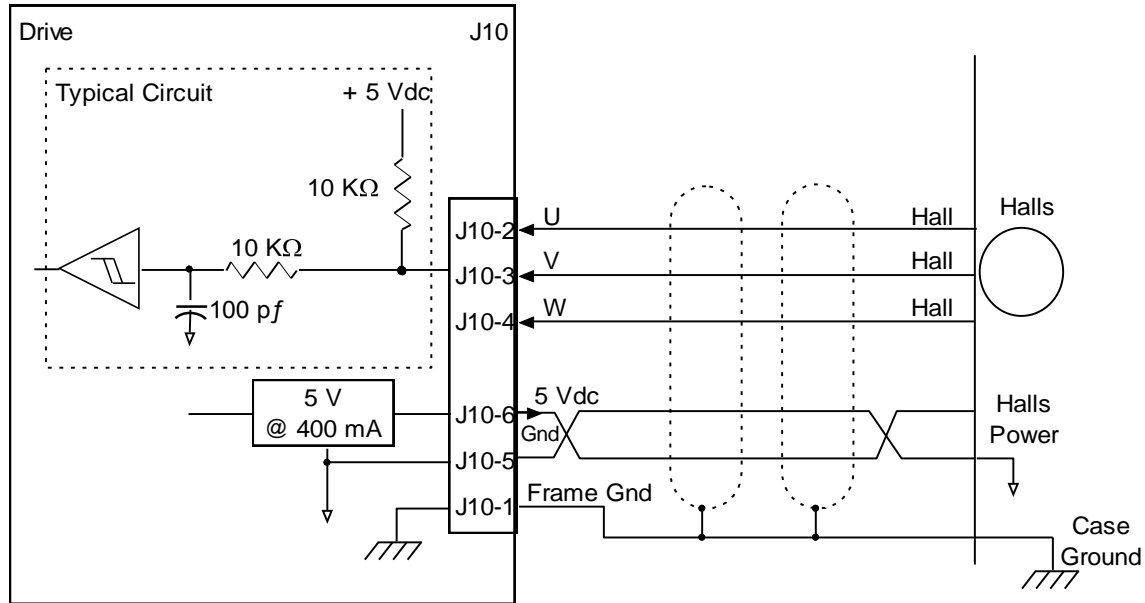 Drive
J10
Typical Circuit
+ 5 Vdc
10 KΩ
10 KΩ
100 pƒ
J10-2
J10-3
J10-4
J10-6
J10-5
J10-1
U
V
W
Hall
Hall
Hall
Halls
5 V
@ 400 mA
5 Vdc
Gnd
Frame Gnd
Halls
Power
Case
Ground